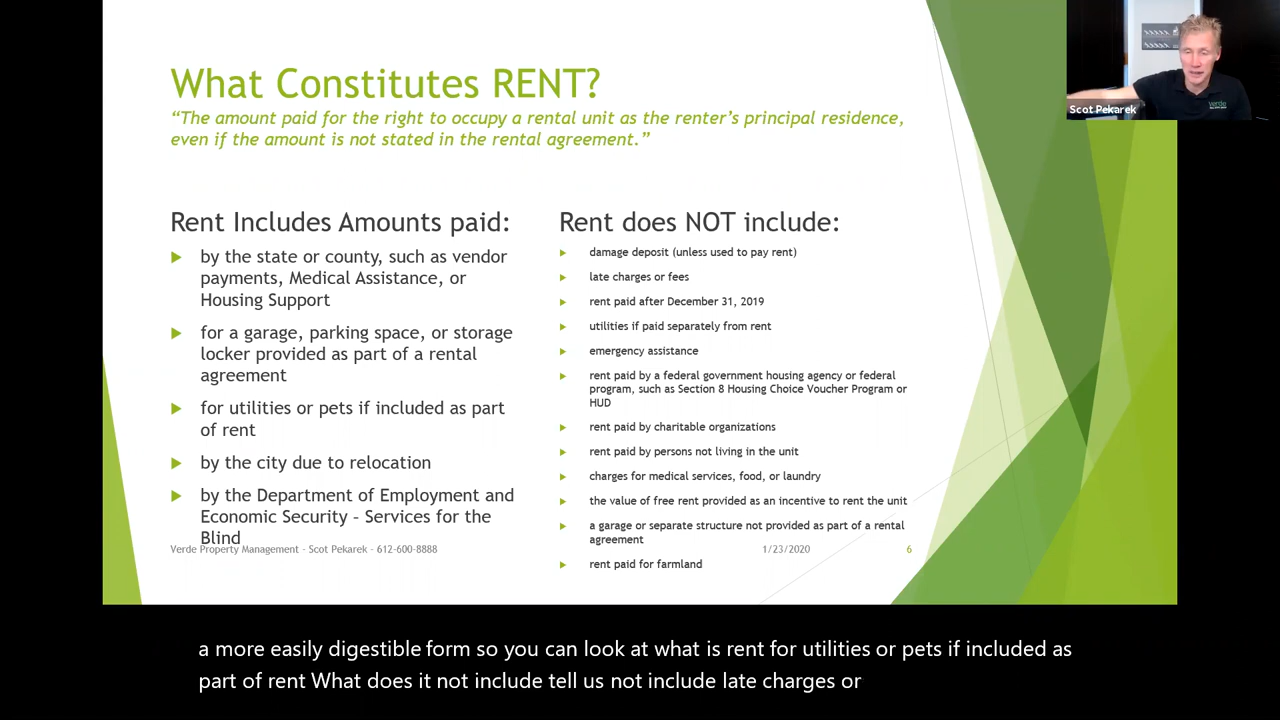 What Constitutes RENT?
“The amount paid for the right to occupy a rental unit as the renter’s principal residence,
even if the amount is not stated in the rental agreement.”
Rent Includes Amounts paid:
by the state or county, such as vendor
payments, Medical Assistance, or
Housing Support
for a garage, parking space, or storage
locker provided as part of a rental
agreement
for utilities or pets if included as part
of rent
by the city due to relocation
by the Department of Employment and
Economic Security – Services for the
Blind
Rent does NOT include:
damage deposit (unless used to pay rent)
late charges or fees
rent paid after December 31, 2019
utilities if paid separately from rent
emergency assistance
rent paid by a federal government housing agency or federal
program, such as Section 8 Housing Choice Voucher Program or
HUD
rent paid by charitable organizations
rent paid by persons not living in the unit
charges for medical services, food, or laundry
the value of free rent provided as an incentive to rent the unit
a garage or separate structure not provided as part of a rental
agreement
rent paid for farmland
Verde Property Management - Scot Pekarek - 612-600-8888
1/23/2020
6
Scot Pekarek
verde
a more easily digestible form so you can look at what is rent for utilities or pets if included as
part of rent What does it not include tell us not include late charges or